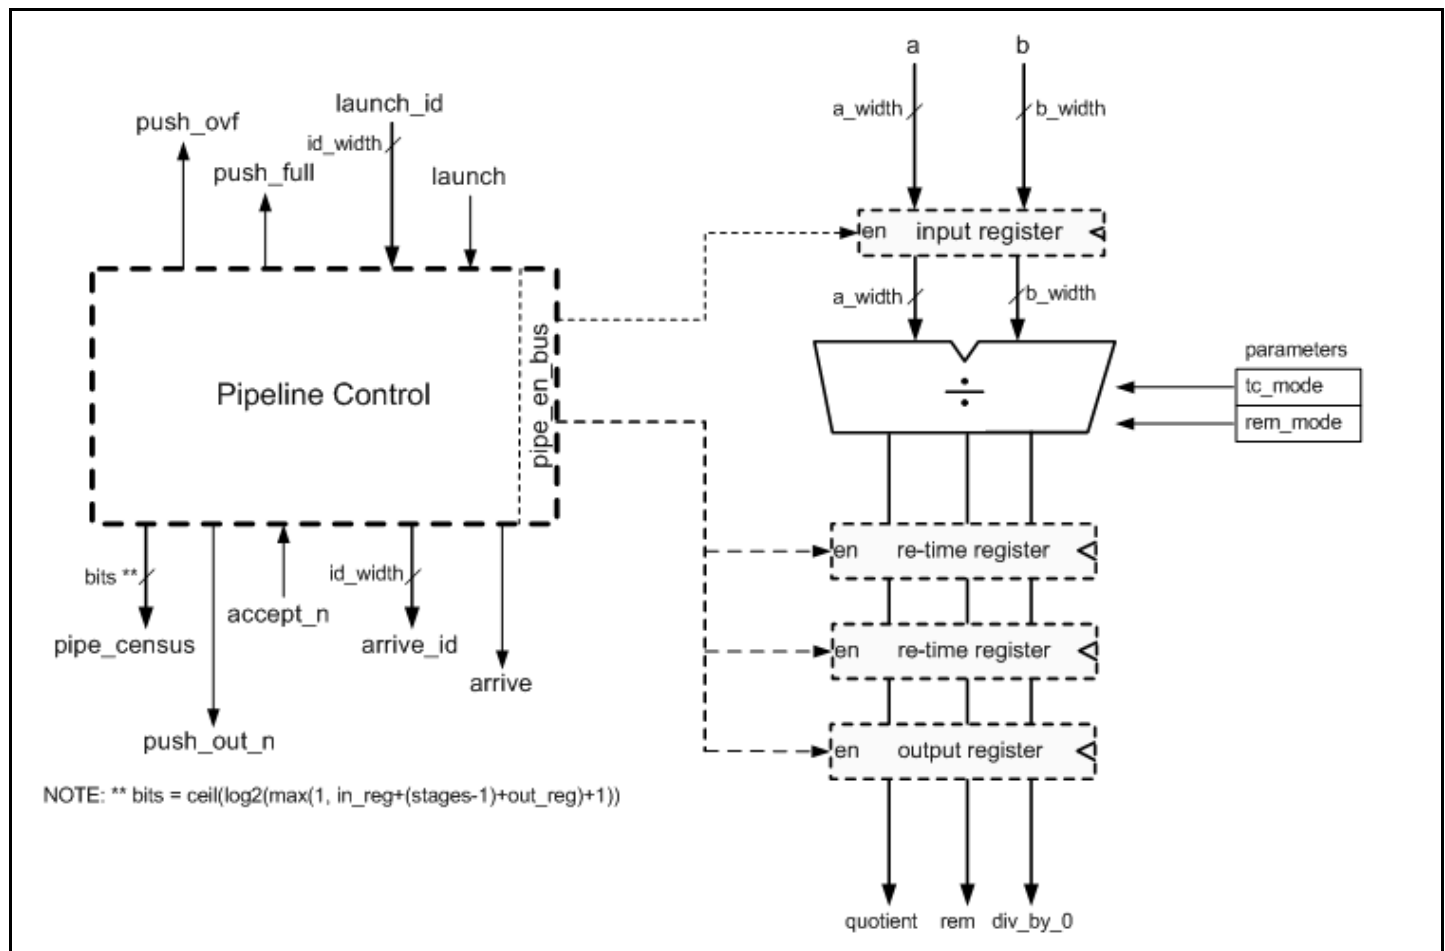 a
b
a_width
b_width
launch_id
push_ovf
id_width
push_full
launch
en input register
a_width
b_width
pipe_en_bus
Pipeline Control
parameters
tc_mode
rem_mode
÷
bits **
id_width
accept_n
pipe_census
arrive_id
arrive
push_out_n
en re-time register
en re-time register
en output register
NOTE: ** bits = ceil(log2(max(1, in_reg+(stages-1)+out_reg)+1))
quotient rem div_by_0